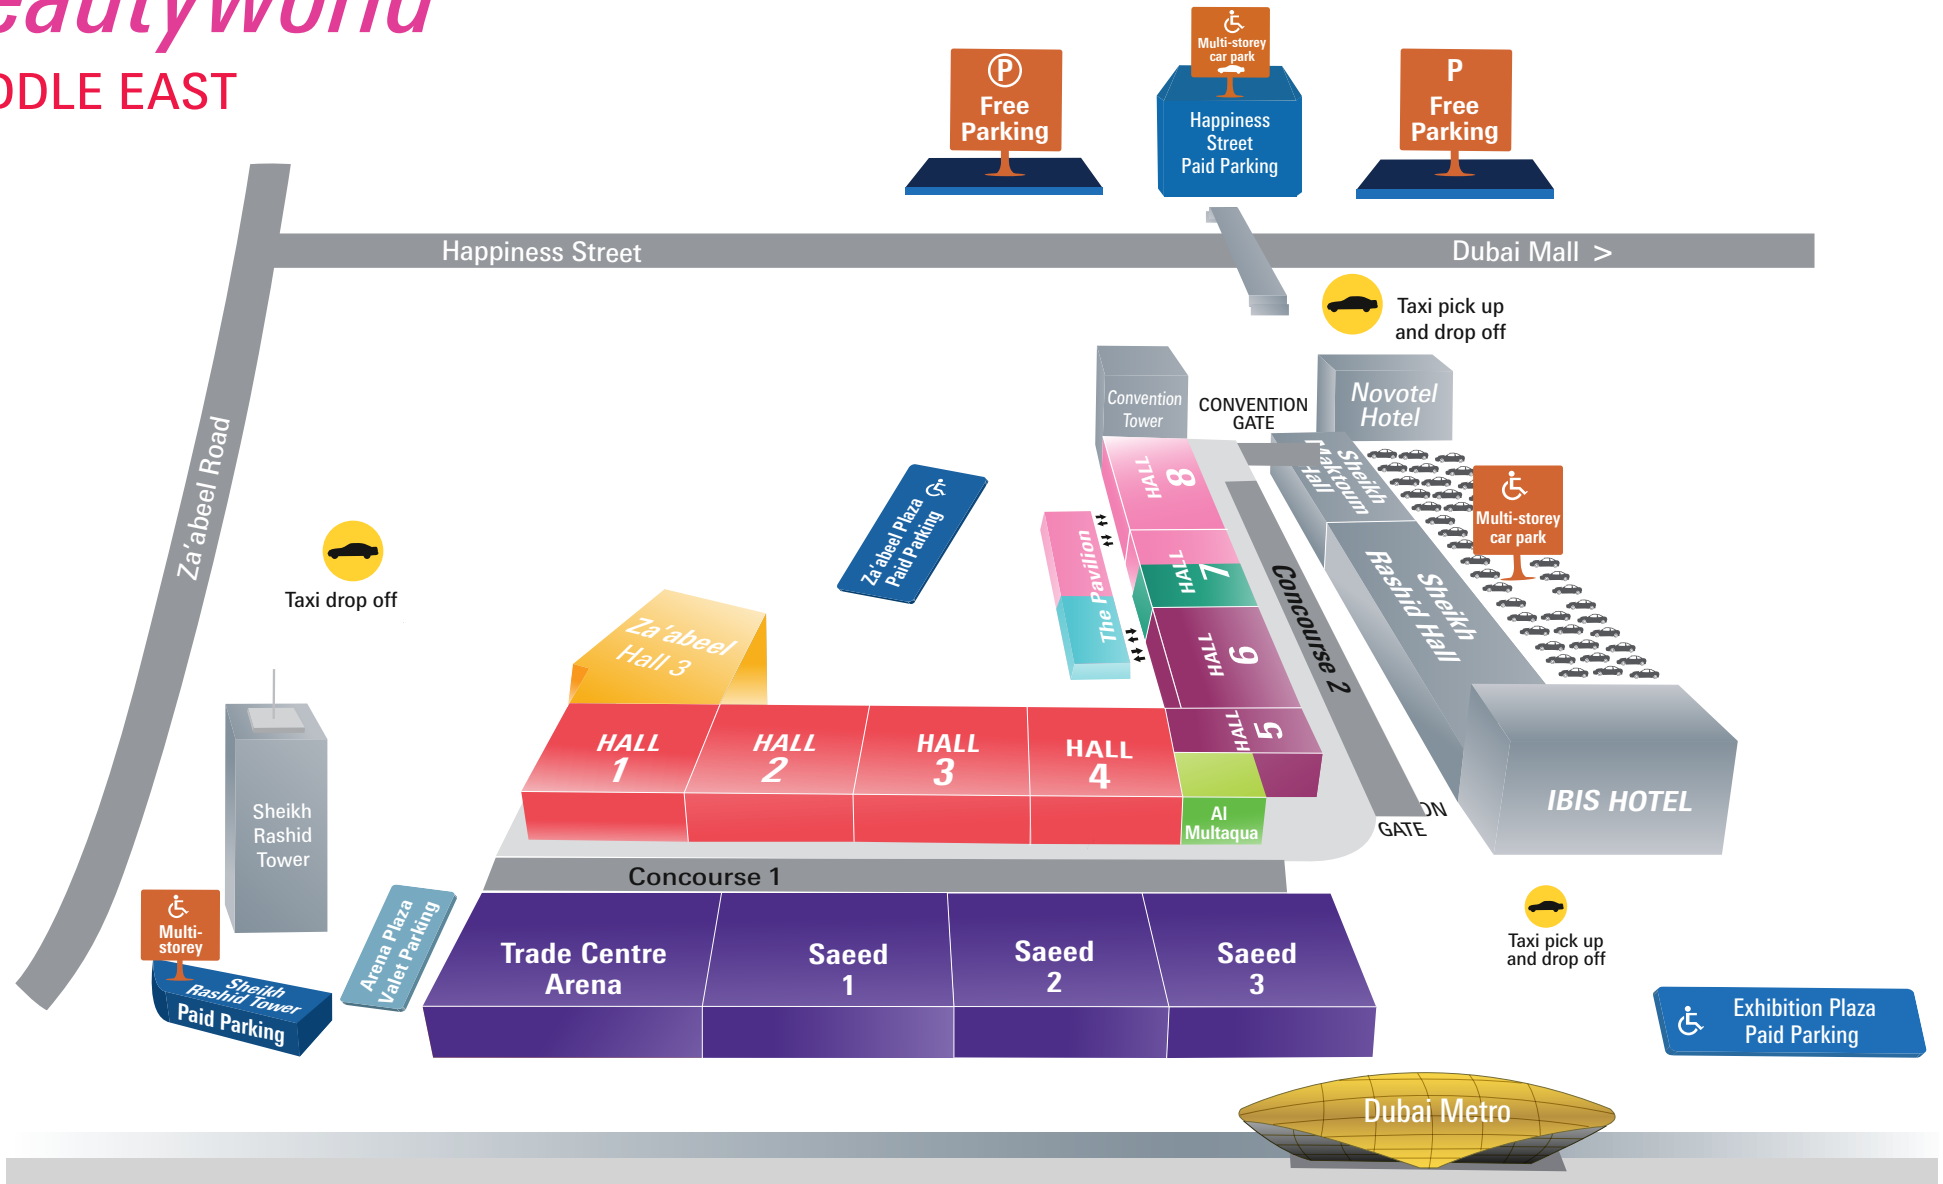 eautyworld
DDLE EAST
P
Free
Parking
Multi-storey
car park
Happiness
Street
Paid Parking
P
Free
Parking
Happiness Street
Dubai Mall >
Taxi pick up
and drop off
Za'abeel Road
Convention
Tower
CONVENTION
GATE
Novotel
Hotel
Sheikh
Maktoum
Hall
Multi-storey
car park
Sheikh
Rashid Hall
IBIS HOTEL
Za'abeel Plaza
Paid Parking
Taxi drop off
The Pavilion
HALL
8
HALL
7
HALL
6
HALL
5
Concourse 2
Za'abeel
Hall 3
HALL
1
HALL
2
HALL
3
HALL
4
Al
Multaqua
ON
GATE
Sheikh
Rashid
Tower
Concourse 1
Multi-
storey
Sheikh
Rashid Tower
Paid Parking
Arena Plaza
Valet Parking
Trade Centre
Arena
Saeed
1
Saeed
2
Saeed
3
Taxi pick up
and drop off
Exhibition Plaza
Paid Parking
Dubai Metro